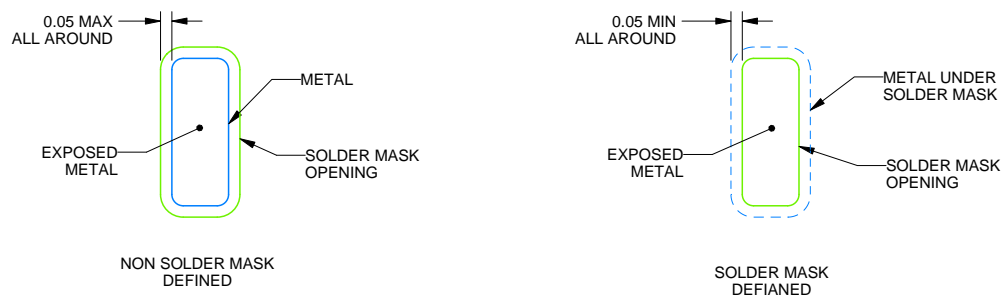 0.05 MAX
ALL AROUND
METAL
EXPOSED
METAL
SOLDER MASK
OPENING
NON SOLDER MASK
DEFINED
0.05 MIN
ALL AROUND
METAL UNDER
SOLDER MASK
EXPOSED
METAL
SOLDER MASK
OPENING
SOLDER MASK
DEFIANED